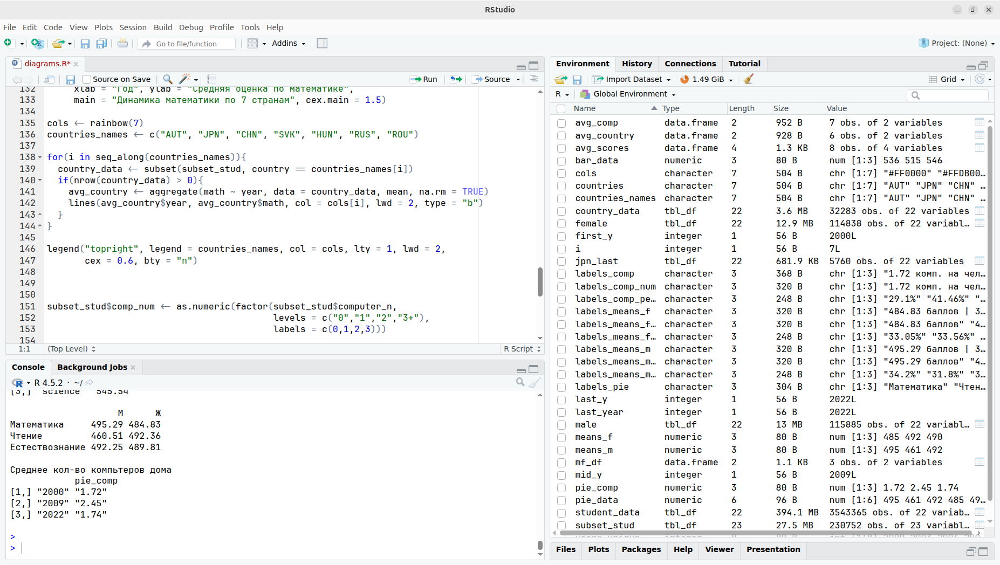 RStudio
File Edit Code View Plots Session Build Debug Profile Tools Help
Go to file/function Addins Project: (None)
diagrams.R*
Source on Save Run Source
132 xlab = "Год", ylab = "Средняя оценка по математике",
133 main = "Динамика математики по 7 странам", cex.main = 1.5)
134
135 cols <- rainbow(7)
136 countries_names <- c("AUT", "JPN", "CHN", "SVK", "HUN", "RUS", "ROU")
137
138 for(i in seq_along(countries_names)){
139 country_data <- subset(subset_stud, country == countries_names[i])
140 if(nrow(country_data) > 0){
141 avg_country <- aggregate(math ~ year, data = country_data, mean, na.rm = TRUE)
142 lines(avg_country$year, avg_country$math, col = cols[i], lwd = 2, type = "b")
143 }
144 }
145
146 legend("topright", legend = countries_names, col = cols, lty = 1, lwd = 2,
147 cex = 0.6, bty = "n")
148
149
150
151 subset_stud$comp_num <- as.numeric(factor(subset_stud$computer_n,
152 levels = c("0","1","2","3+"),
153 labels = c(0,1,2,3)))
154
1:1 (Top Level) R Script
Console Background Jobs
R 4.5.2 · ~/
[3,] "science" "545.54"
М Ж
Математика 495.29 484.83
Чтение 460.51 492.36
Естествознание 492.25 489.81
Среднее кол-во компьтеров дома
pie_comp
[1,] "2000" "1.72"
[2,] "2009" "2.45"
[3,] "2022" "1.74"
>
>
Environment History Connections Tutorial
Import Dataset 1.49 GiB Grid
R Global Environment
Name Type Length Size Value
avg_comp data.frame 2 952 B 7 obs. of 2 variables
avg_country data.frame 2 928 B 6 obs. of 2 variables
avg_scores data.frame 4 1.3 KB 8 obs. of 4 variables
bar_data numeric 3 80 B num [1:3] 536 515 546
cols character 7 504 B chr [1:7] "#FF0000" "#FFDB00…
countries character 7 504 B chr [1:7] "AUT" "JPN" "CHN" …
countries_names character 7 504 B chr [1:7] "AUT" "JPN" "CHN" …
country_data tbl_df 22 3.6 MB 32283 obs. of 22 variables
female tbl_df 22 12.9 MB 114838 obs. of 22 variabl…
first_y integer 1 56 B 2000L
i integer 1 56 B 7L
jpn_last tbl_df 22 681.9 KB 5760 obs. of 22 variables
labels_comp character 3 368 B chr [1:3] "1.72 комп. на чел…
labels_comp_num character 3 320 B chr [1:3] "1.72 комп. на чел…
labels_comp_pe… character 3 248 B chr [1:3] "29.1%" "41.46%" "…
labels_means_f character 3 320 B chr [1:3] "484.83 баллов | 3…
labels_means_f… character 3 320 B chr [1:3] "484.83 баллов" "4…
labels_means_f… character 3 248 B chr [1:3] "33.05%" "33.56%" …
labels_means_m character 3 320 B chr [1:3] "495.29 баллов | 3…
labels_means_m… character 3 320 B chr [1:3] "495.29 баллов" "4…
labels_means_m… character 3 248 B chr [1:3] "34.2%" "31.8%" "3…
labels_pie character 3 304 B chr [1:3] "Математика" "Чтен…
last_y integer 1 56 B 2022L
last_year integer 1 56 B 2022L
male tbl_df 22 13 MB 115885 obs. of 22 variabl…
means_f numeric 3 80 B num [1:3] 485 492 490
means_m numeric 3 80 B num [1:3] 495 461 492
mf_df data.frame 2 1.1 KB 3 obs. of 2 variables
mid_y integer 1 56 B 2009L
pie_comp numeric 3 80 B num [1:3] 1.72 2.45 1.74
pie_data numeric 6 96 B num [1:6] 495 461 492 485 49…
student_data tbl_df 22 394.1 MB 3543365 obs. of 22 variab…
subset_stud tbl_df 23 27.5 MB 230752 obs. of 23 variabl…
Files Plots Packages Help Viewer Presentation